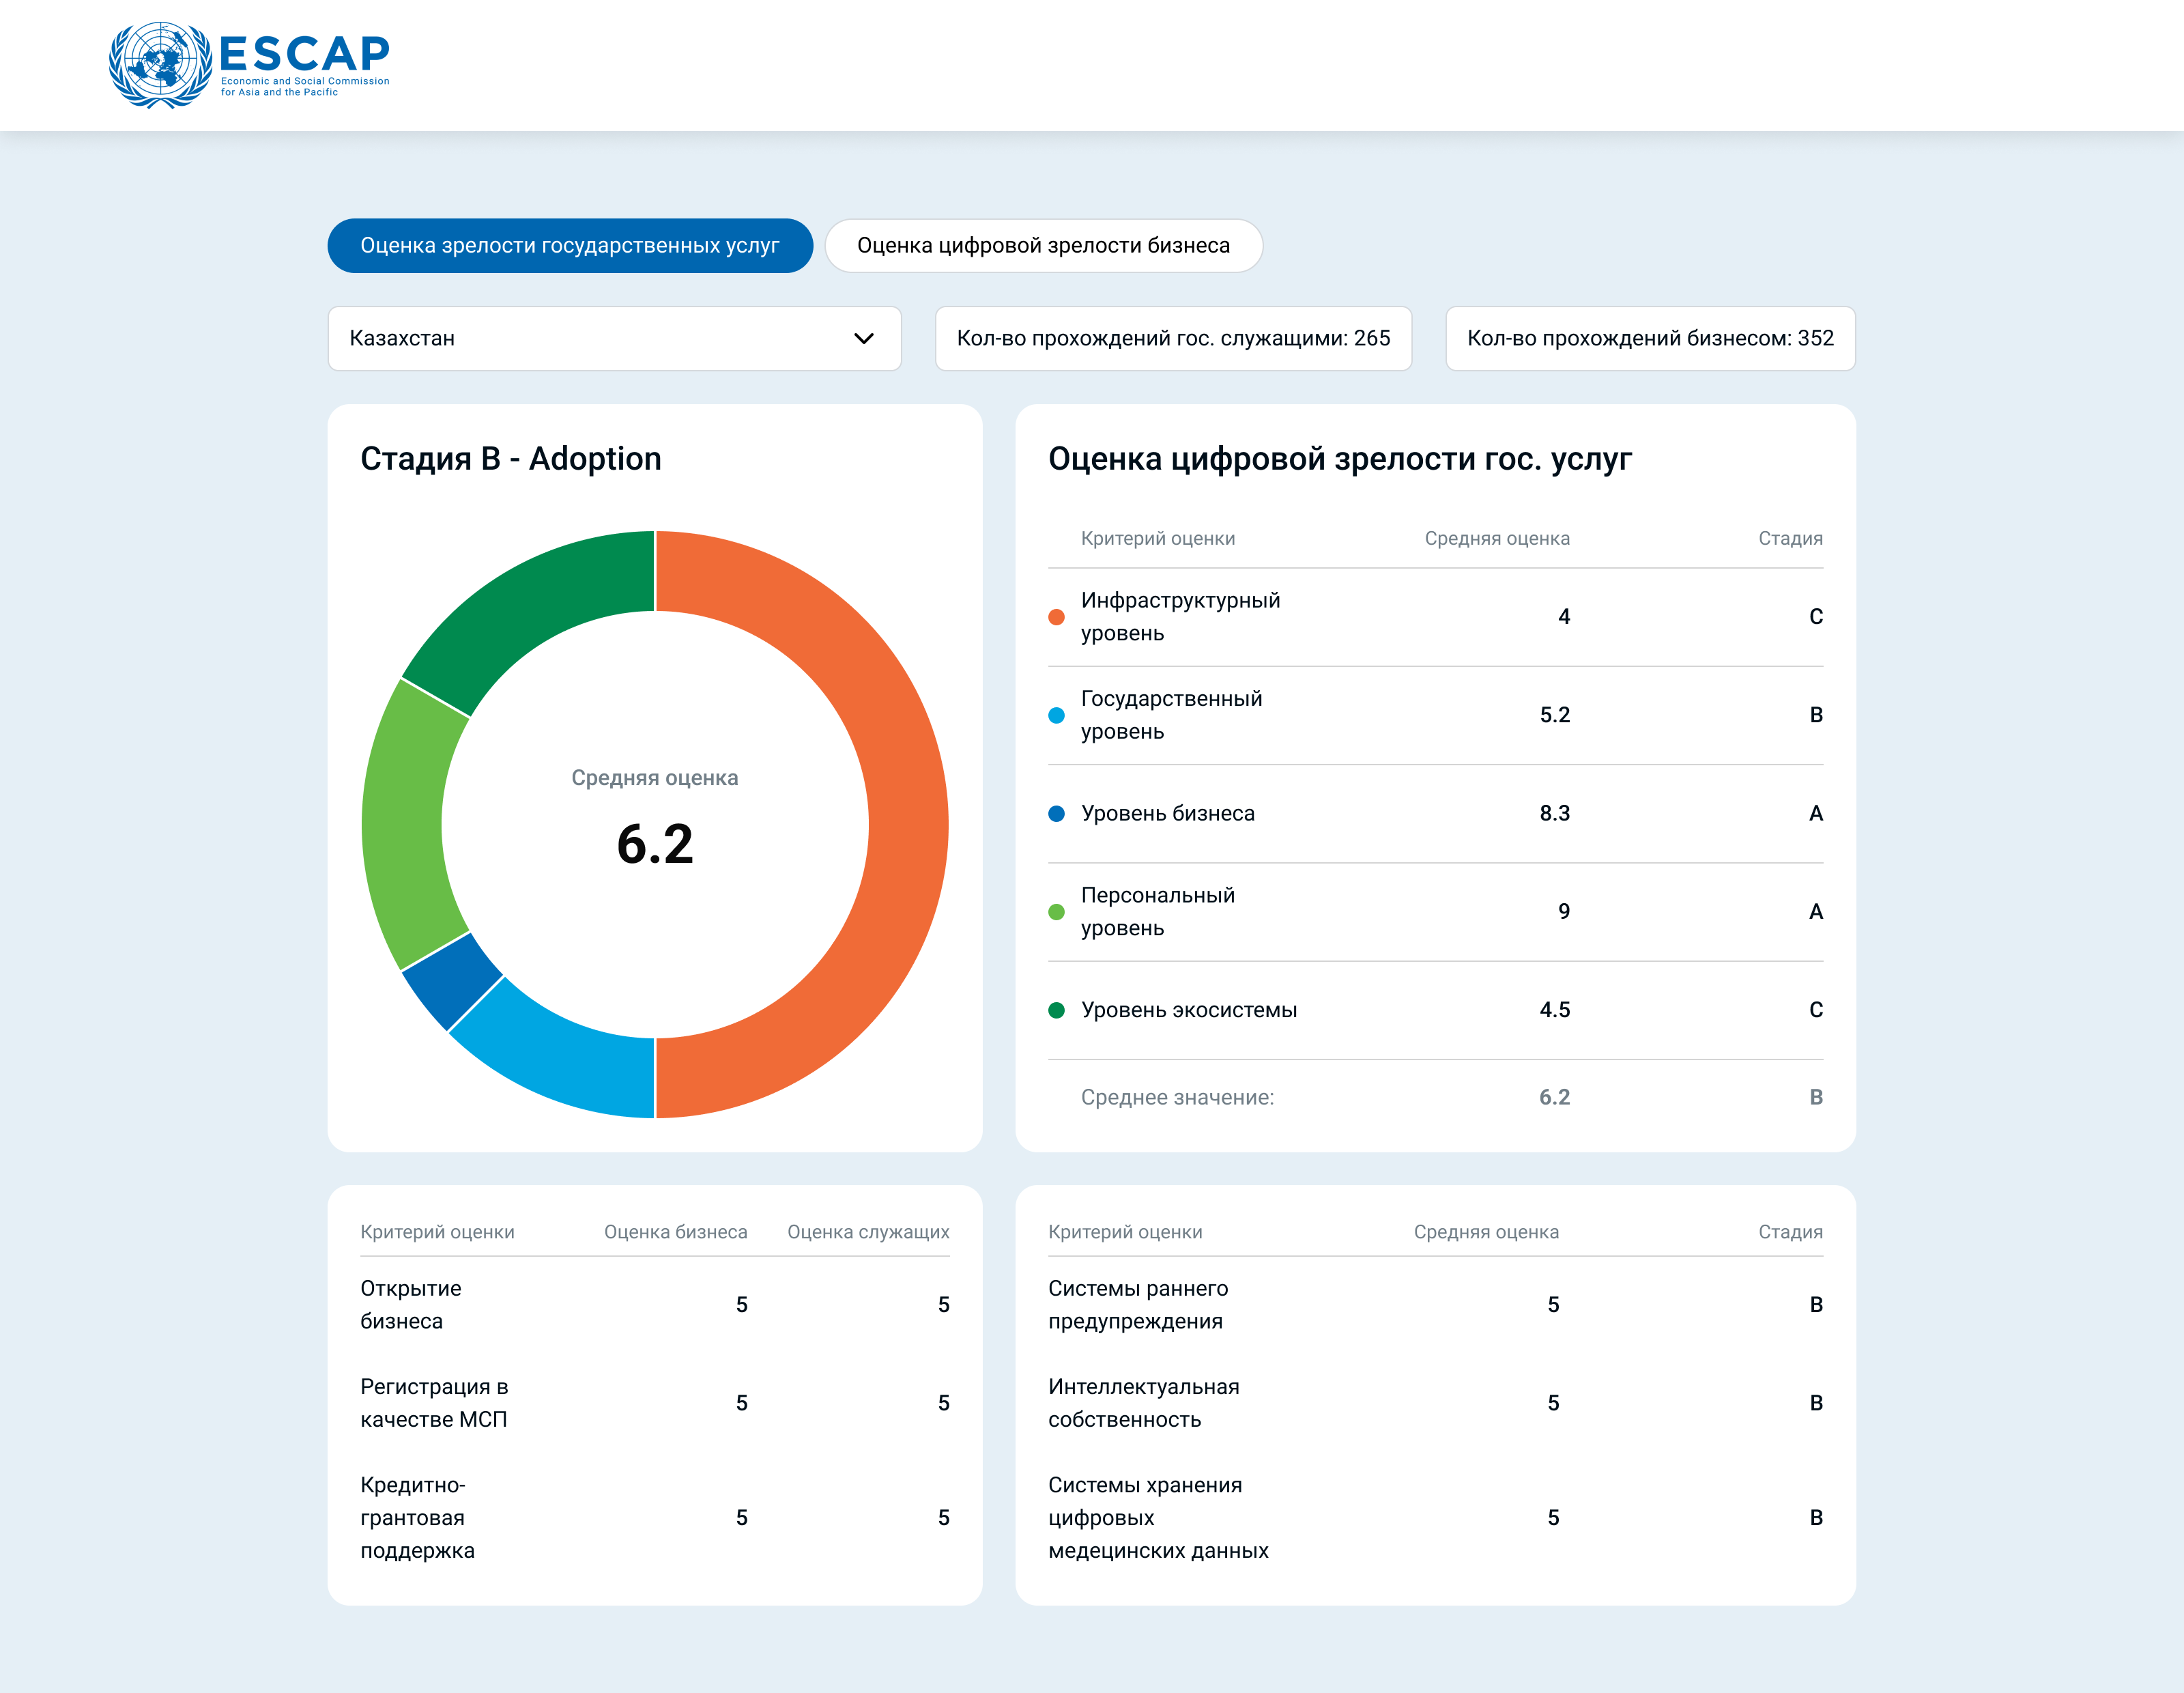 ESCAP
Economic and Social Commission
for Asia and the Pacific
Оценка зрелости государственных услуг
Оценка цифровой зрелости бизнеса
Казахстан
Кол-во прохождений гос. служащими: 265
Кол-во прохождений бизнесом: 352
Стадия B - Adoption
Средняя оценка
6.2
Оценка цифровой зрелости гос. услуг
Критерий оценки Средняя оценка Стадия
Инфраструктурный
уровень
4 C
Государственный
уровень
5.2 B
Уровень бизнеса 8.3 A
Персональный
уровень
9 A
Уровень экосистемы 4.5 C
Среднее значение: 6.2 B
Критерий оценки Оценка бизнеса Оценка служащих
Открытие
бизнеса
5 5
Регистрация в
качестве МСП
5 5
Кредитно-
грантовая
поддержка
5 5
Критерий оценки Средняя оценка Стадия
Системы раннего
предупреждения
5 B
Интеллектуальная
собственность
5 B
Системы хранения
цифровых
медецинских данных
5 B